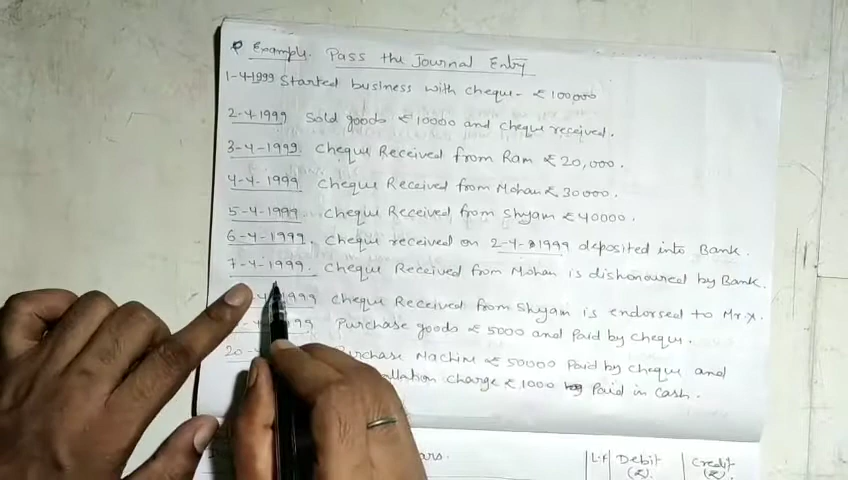 Example. Pass the Journal Entry
1-4-1999 Started business with cheque - ₹ 100000
2-4-1999 Sold goods ₹ 10000 and cheque received.
3-4-1999. Cheque Received from Ram ₹ 20,000.
4-4-1999 Cheque Received from Mohan ₹ 30000.
5-4-1999. Cheque Received from Shyam ₹ 40000.
6-4-1999. Cheque received on 2-4-1999 deposited into Bank.
7-4-1999. Cheque Received from Mohan is dishonoured by Bank.
1999 Cheque Received from Shyam is endorsed to Mr. X.
Purchase goods ₹ 5000 and Paid by cheque.
20- Purchase Machine ₹ 50000 Paid by cheque and
allation charge ₹ 1000 Paid in cash.
ars. L.F Debit (₹) Credit (₹)